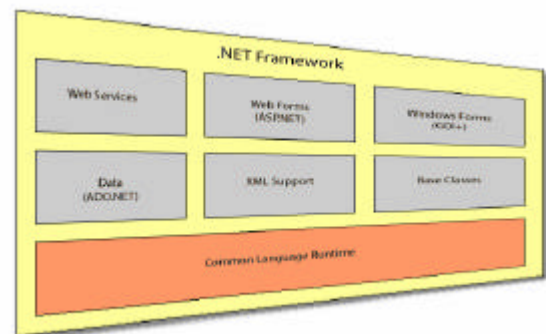 .NET Framework
Web Services
Web Forms
(ASP.NET)
Windows Forms
(GDI+)
Data
(ADO.NET)
XML Support
Base Classes
Common Language Runtime